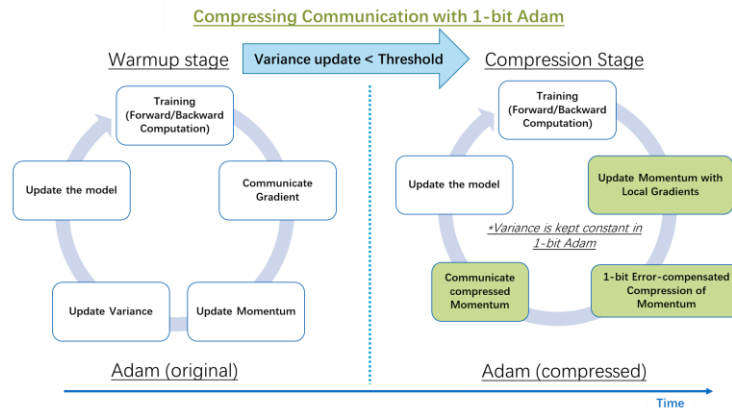 Compressing Communication with 1-bit Adam
Warmup stage
Variance update < Threshold
Compression Stage
Training
(Forward/Backward
Computation)
Communicate
Gradient
Update Momentum
Update Variance
Update the model
Adam (original)
Training
(Forward/Backward
Computation)
Update Momentum with
Local Gradients
1-bit Error-compensated
Compression of
Momentum
Communicate
compressed
Momentum
Update the model
*Variance is kept constant in
1-bit Adam
Adam (compressed)
Time